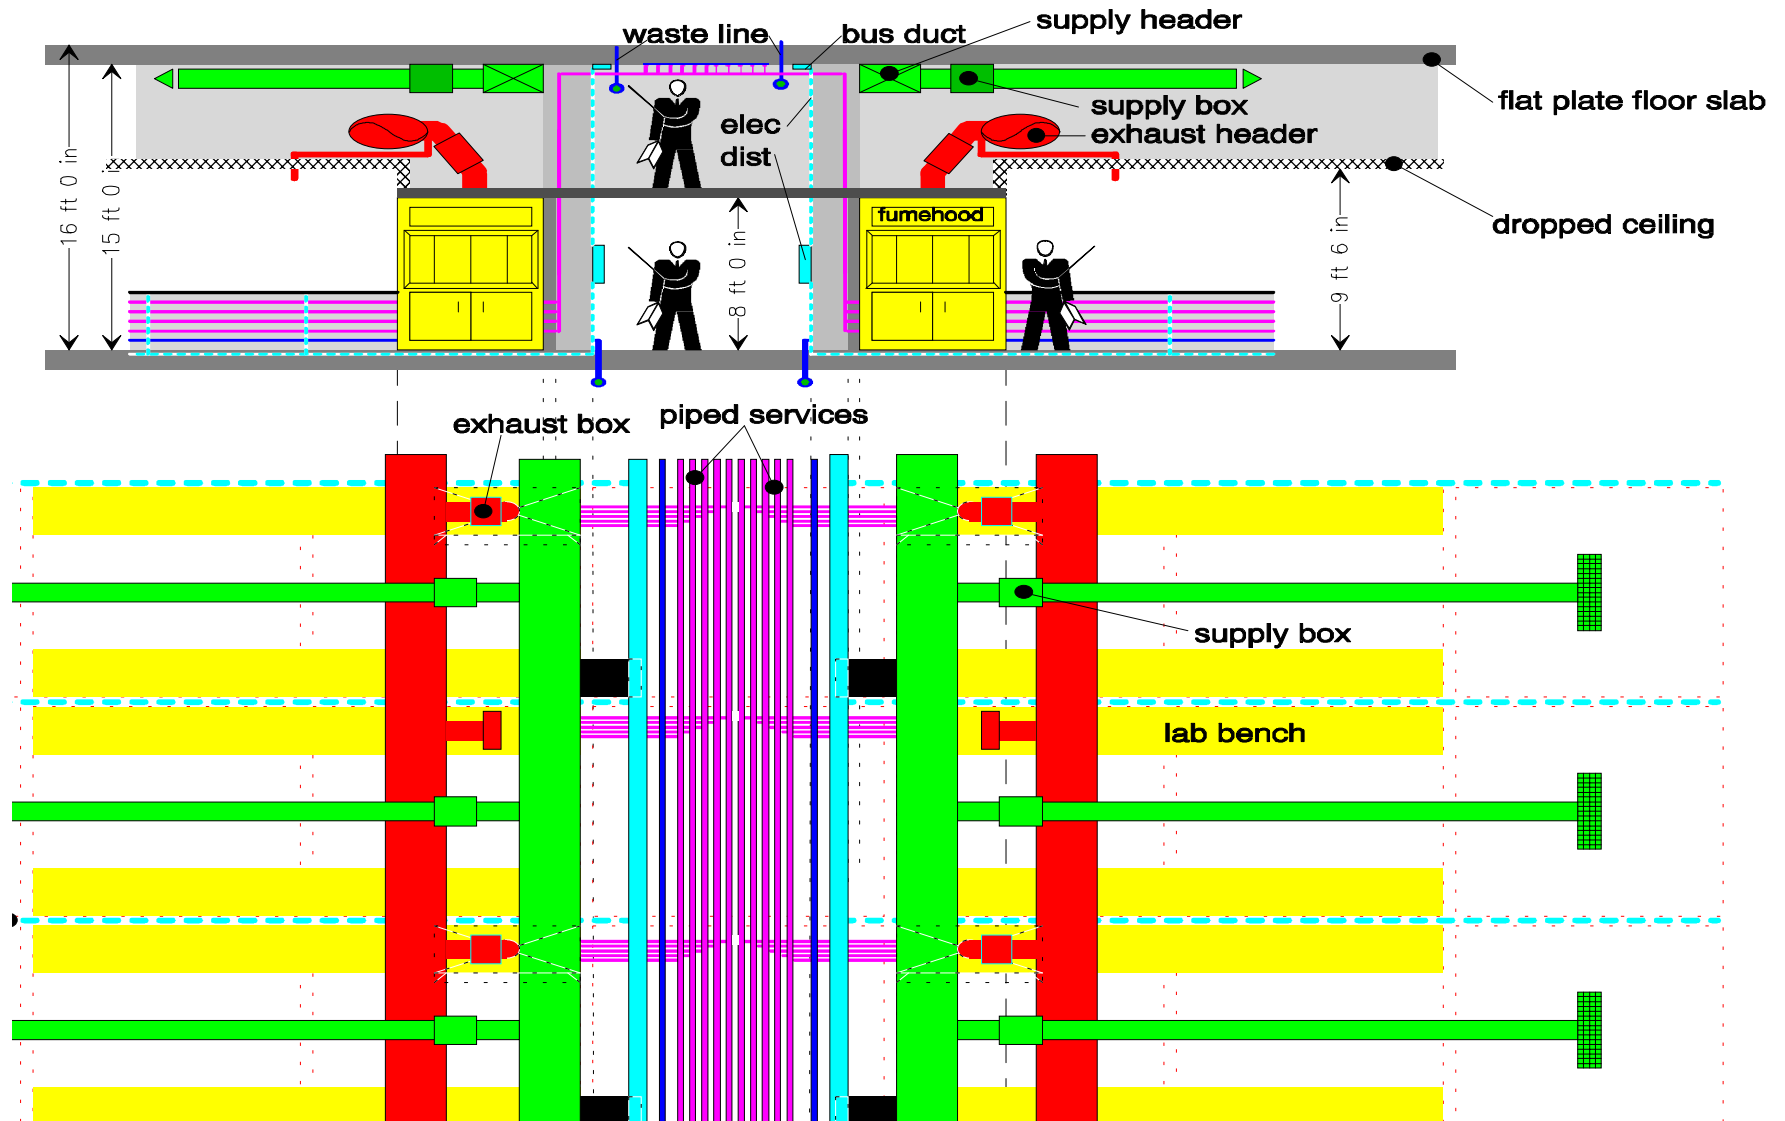 supply header
waste line
bus duct
flat plate floor slab
supply box
exhaust header
elec
dist
16 ft 0 in
15 ft 0 in
dropped ceiling
fumehood
8 ft 0 in
9 ft 6 in
exhaust box
piped services
supply box
lab bench